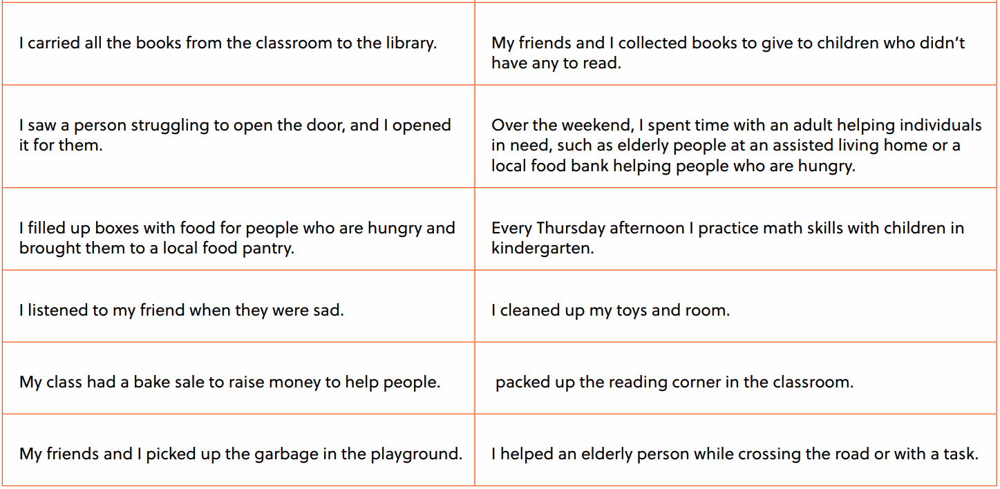 I carried all the books from the classroom to the library.
My friends and I collected books to give to children who didn’t
have any to read.
I saw a person struggling to open the door, and I opened
it for them.
Over the weekend, I spent time with an adult helping individuals
in need, such as elderly people at an assisted living home or a
local food bank helping people who are hungry.
I filled up boxes with food for people who are hungry and
brought them to a local food pantry.
Every Thursday afternoon I practice math skills with children in
kindergarten.
I listened to my friend when they were sad.
I cleaned up my toys and room.
My class had a bake sale to raise money to help people.
packed up the reading corner in the classroom.
My friends and I picked up the garbage in the playground.
I helped an elderly person while crossing the road or with a task.